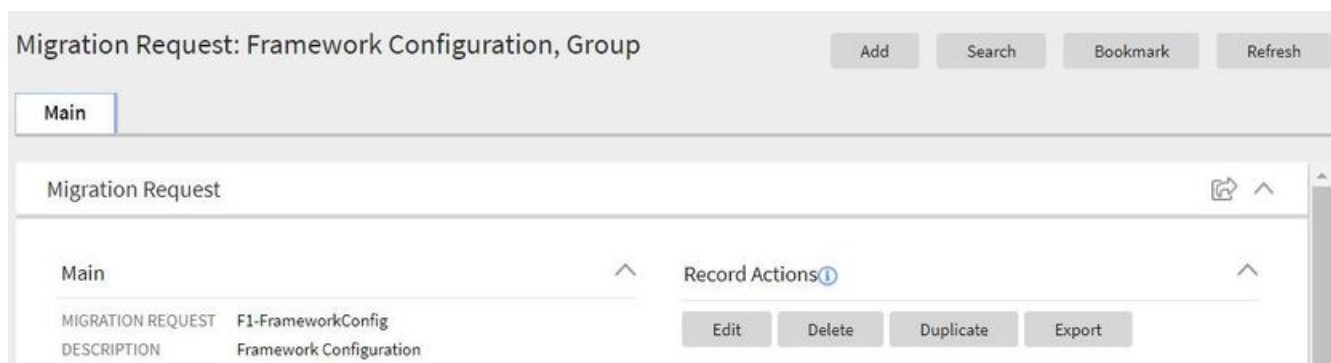 Migration Request: Framework Configuration, Group
Add Search Bookmark Refresh
Main
Migration Request
Main
Record Actions
MIGRATION REQUEST F1-FrameworkConfig
DESCRIPTION Framework Configuration
Edit Delete Duplicate Export